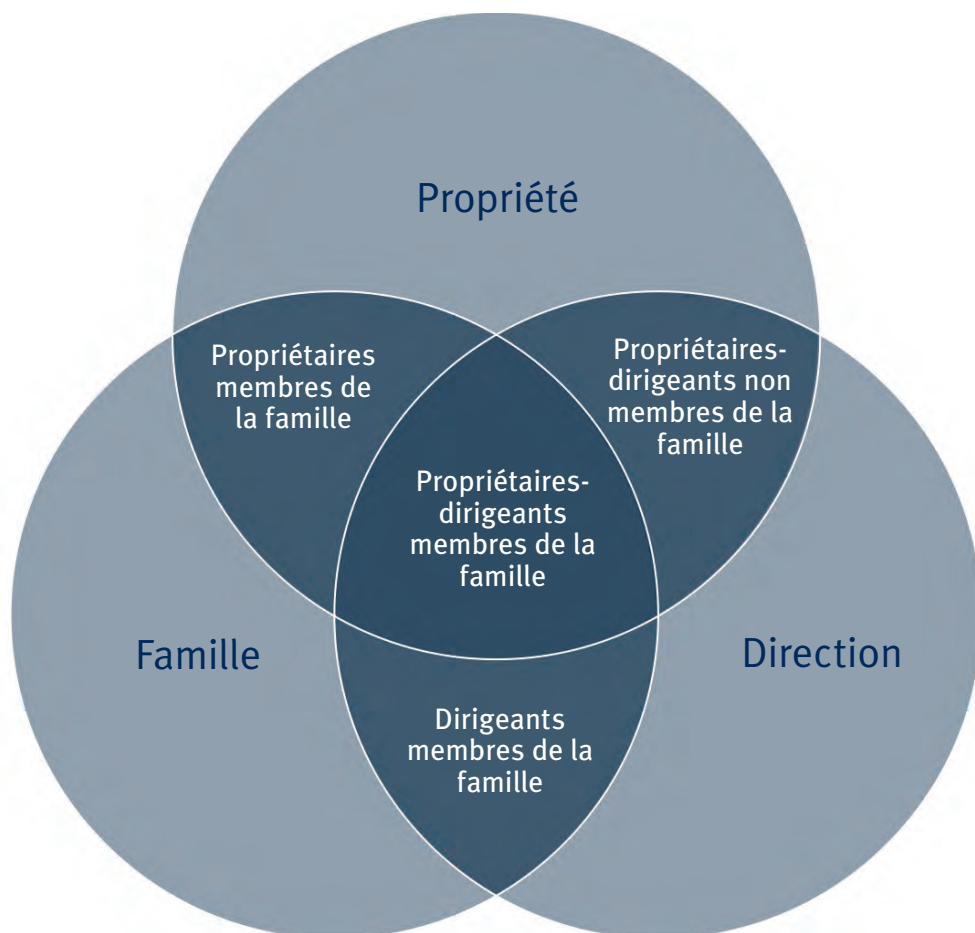 Propriété
Propriétaires
membres de
la famille
Propriétaires-
dirigeants non
membres de la
famille
Propriétaires-
dirigeants
membres de la
famille
Famille
Direction
Dirigeants
membres de la
famille